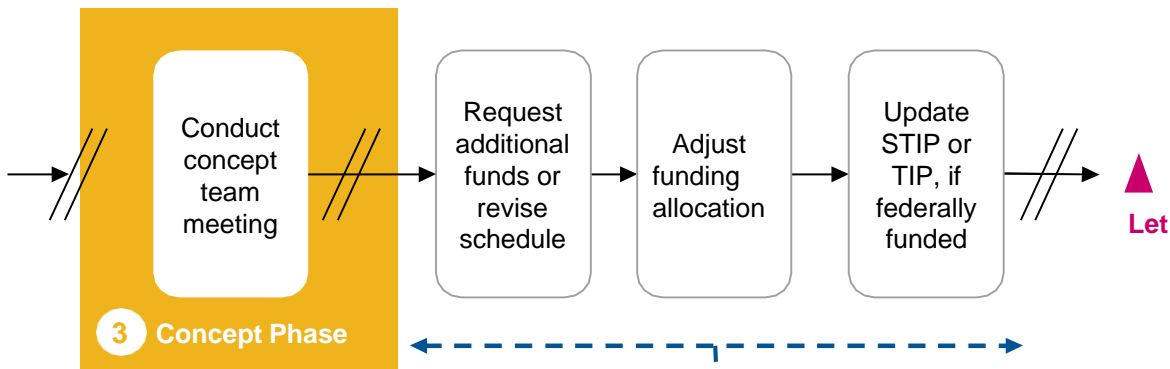 Conduct
concept
team
meeting
Request
additional
funds or
revise
schedule
Adjust
funding
allocation
Update
STIP or
TIP, if
federally
funded
Let
3 Concept Phase